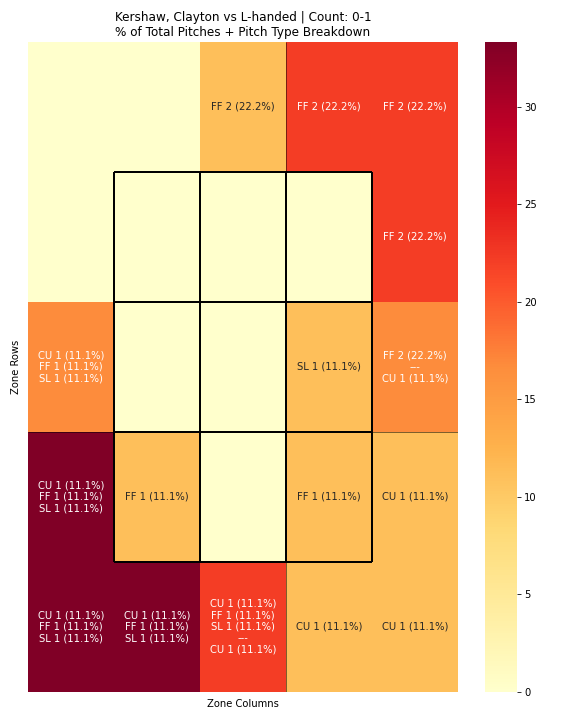 Kershaw, Clayton vs L-handed | Count: 0-1
% of Total Pitches + Pitch Type Breakdown
FF 2 (22.2%)
FF 2 (22.2%)
FF 2 (22.2%)
FF 2 (22.2%)
CU 1 (11.1%)
FF 1 (11.1%)
SL 1 (11.1%)
SL 1 (11.1%)
FF 2 (22.2%)
---
CU 1 (11.1%)
CU 1 (11.1%)
FF 1 (11.1%)
SL 1 (11.1%)
FF 1 (11.1%)
FF 1 (11.1%)
CU 1 (11.1%)
CU 1 (11.1%)
FF 1 (11.1%)
SL 1 (11.1%)
CU 1 (11.1%)
FF 1 (11.1%)
SL 1 (11.1%)
CU 1 (11.1%)
FF 1 (11.1%)
SL 1 (11.1%)
---
CU 1 (11.1%)
CU 1 (11.1%)
CU 1 (11.1%)
Zone Rows
Zone Columns
30
25
20
15
10
5
0